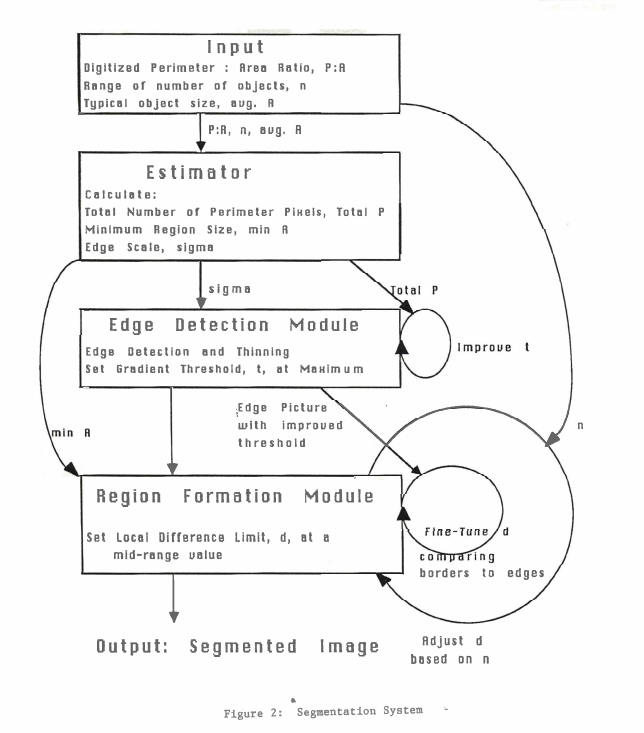 Input
Digitized Perimeter : Area Ratio, P:A
Range of number of objects, n
Typical object size, avg. A
P:A, n, avg. A
Estimator
Calculate:
Total Number of Perimeter Pixels, Total P
Minimum Region Size, min A
Edge Scale, sigma
sigma
Total P
Edge Detection Module
Edge Detection and Thinning
Set Gradient Threshold, t, at Maximum
Improve t
Edge Picture
with improved
threshold
n
min A
Region Formation Module
Set Local Difference Limit, d, at a
mid-range value
Fine-Tune d
comparing
borders to edges
Output: Segmented Image
Adjust d
based on n
Figure 2: Segmentation System